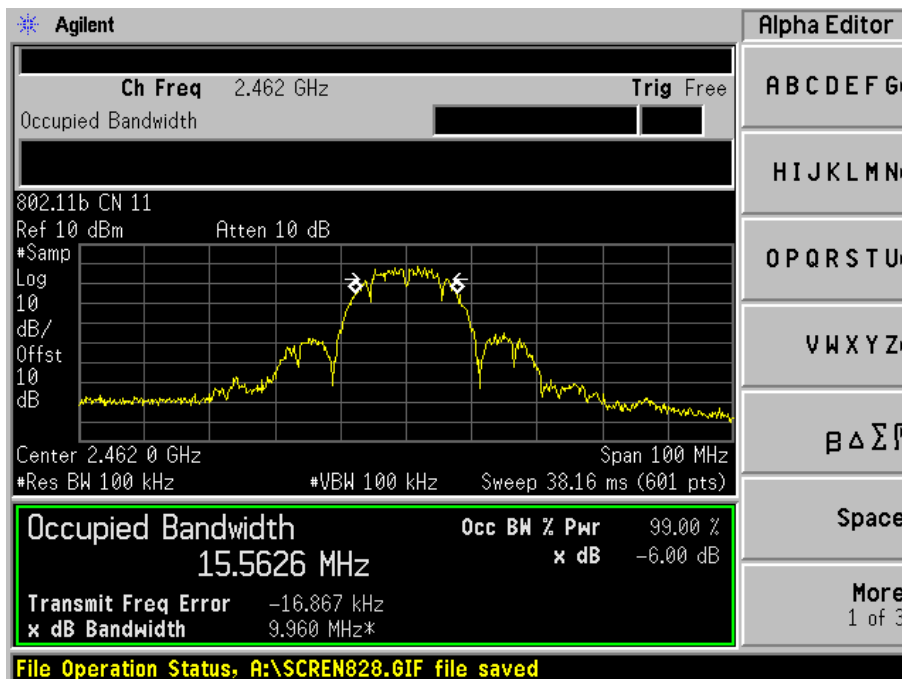 Agilent
Alpha Editor
Ch Freq 2.462 GHz Trig Free
Occupied Bandwidth
802.11b CN 11
Ref 10 dBm Atten 10 dB
#Samp
Log
10
dB/
Offst
10
dB
Center 2.462 0 GHz Span 100 MHz
#Res BW 100 kHz #VBW 100 kHz Sweep 38.16 ms (601 pts)
Occupied Bandwidth
15.5626 MHz
Occ BW % Pwr 99.00 %
x dB -6.00 dB
Transmit Freq Error -16.867 kHz
x dB Bandwidth 9.960 MHz*
File Operation Status, A:\SCREN828.GIF file saved
A B C D E F G
H I J K L M N
O P Q R S T U
V W X Y Z
Δ Σ
Space
More
1 of 3